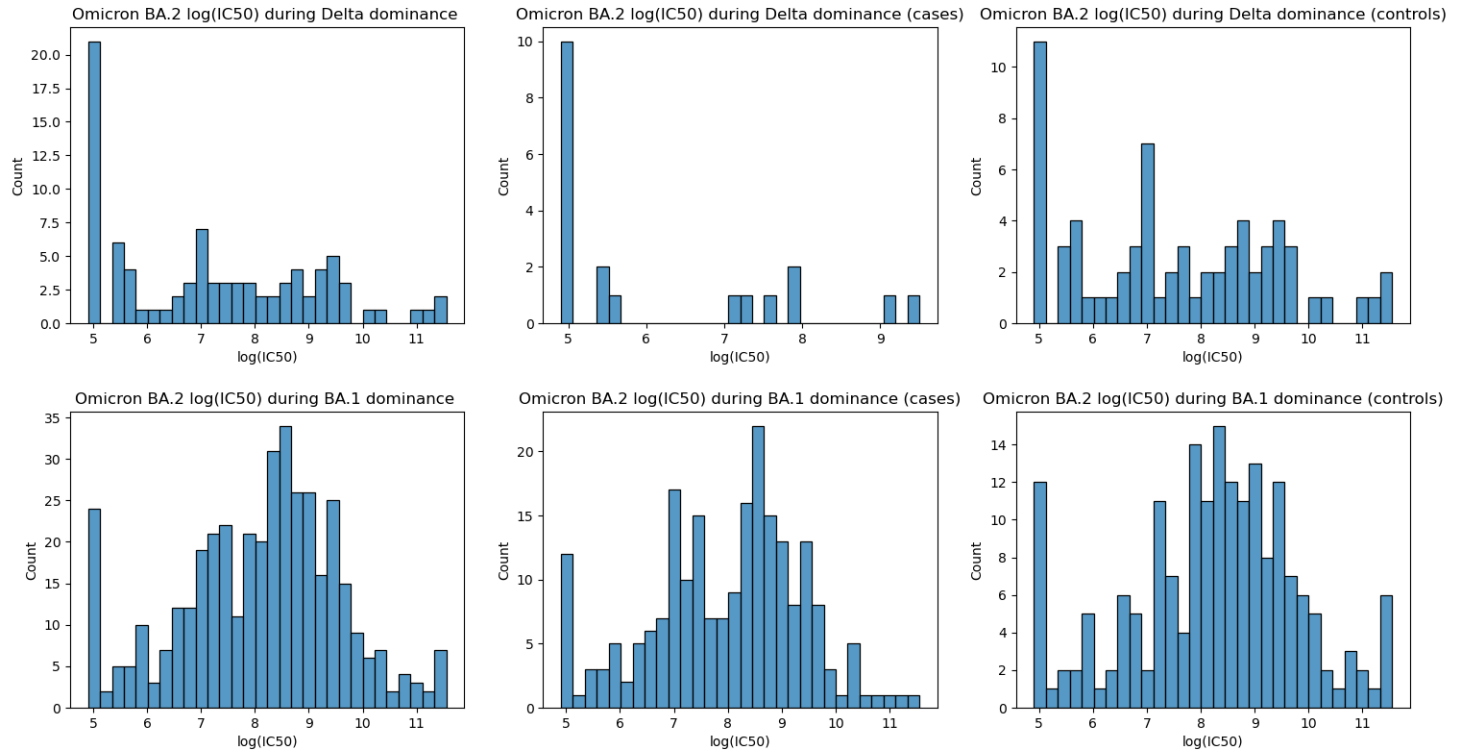 Omicron BA.2 log(IC50) during Delta dominance
Count
20.0
17.5
15.0
12.5
10.0
7.5
5.0
2.5
0.0
5 6 7 8 9 10 11
log(IC50)
Omicron BA.2 log(IC50) during Delta dominance (cases)
Count
10
8
6
4
2
0
5 6 7 8 9
log(IC50)
Omicron BA.2 log(IC50) during Delta dominance (controls)
Count
10
8
6
4
2
0
5 6 7 8 9 10 11
log(IC50)
Omicron BA.2 log(IC50) during BA.1 dominance
Count
35
30
25
20
15
10
5
0
5 6 7 8 9 10 11
log(IC50)
Omicron BA.2 log(IC50) during BA.1 dominance (cases)
Count
20
15
10
5
0
5 6 7 8 9 10 11
log(IC50)
Omicron BA.2 log(IC50) during BA.1 dominance (controls)
Count
14
12
10
8
6
4
2
0
5 6 7 8 9 10 11
log(IC50)